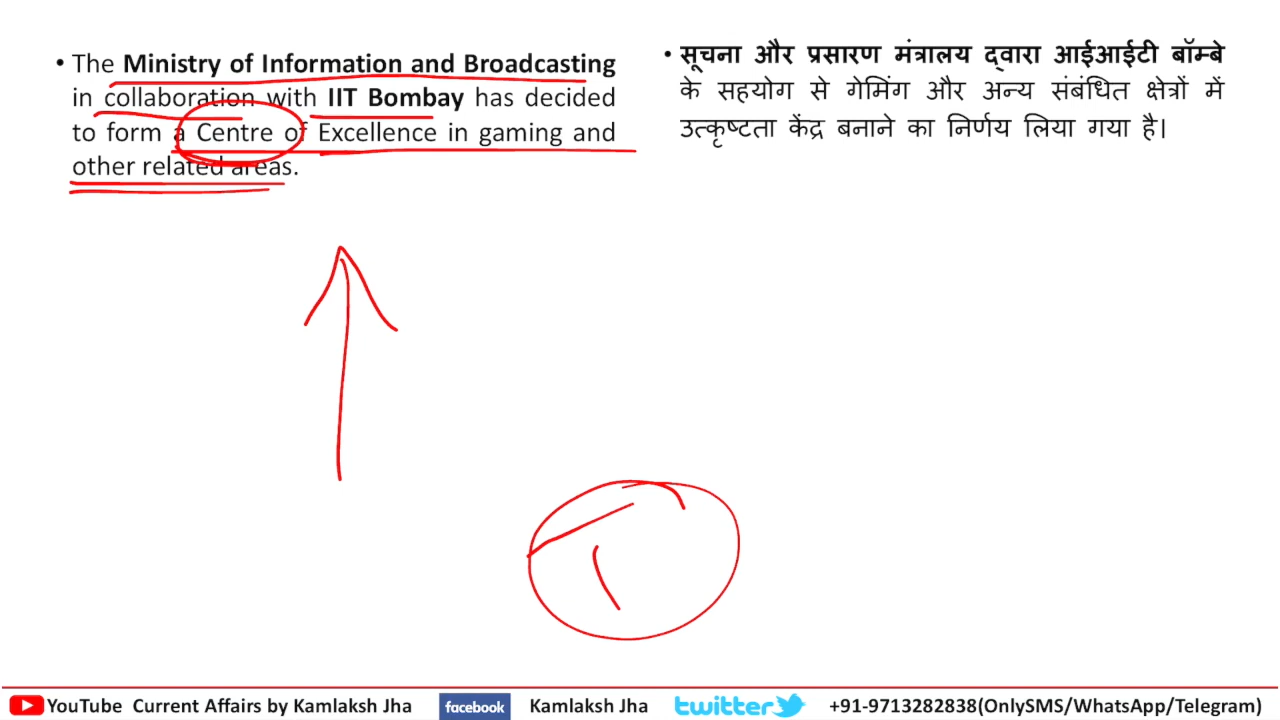 • The Ministry of Information and Broadcasting
in collaboration with IIT Bombay has decided
to form a Centre of Excellence in gaming and
other related areas.
• सूचना और प्रसारण मंत्रालय द्वारा आईआईटी बॉम्बे
के सहयोग से गेमिंग और अन्य संबंधित क्षेत्रों में
उत्कृष्टता केंद्र बनाने का निर्णय लिया गया है।
YouTube Current Affairs by Kamlaksh Jha facebook Kamlaksh Jha twitter +91-9713282838(OnlySMS/WhatsApp/Telegram)